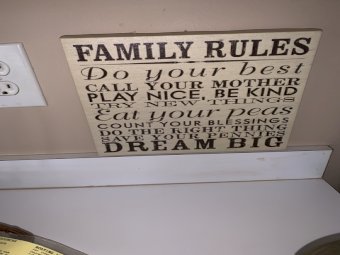 FAMILY RULES
Do your best
CALL YOUR MOTHER
PLAY NICE, BE KIND
TRY NEW THINGS
Eat your peas
COUNT YOUR BLESSINGS
DO THE RIGHT THING
SAVE YOUR PENNIES
DREAM BIG